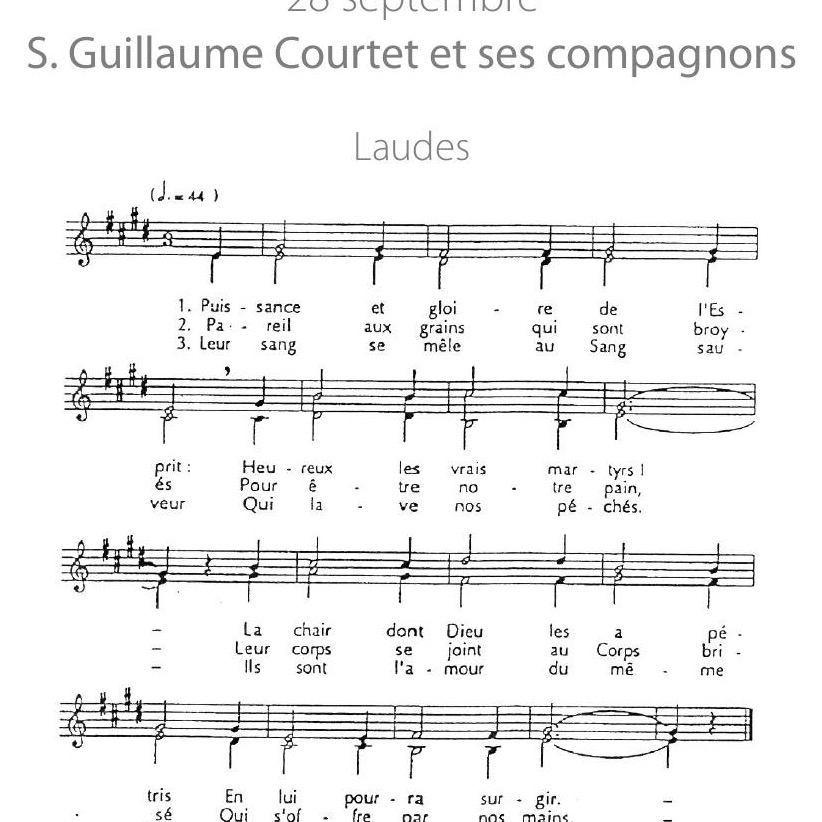 28 septembre
S. Guillaume Courtet et ses compagnons
Laudes
(𝅗𝅥. = 44 )
3
1. Puis - sance et gloi - re de l'Es -
2. Pa - reil aux grains qui sont broy -
3. Leur sang se mêle au Sang sau -
prit : Heu - reux les vrais mar - tyrs !
és Pour ê - tre no - tre pain,
veur Qui la - ve nos pé - chés.
– La chair dont Dieu les a pé -
– Leur corps se joint au Corps bri -
– Ils sont l'a - mour du mê - me
tris En lui pour - ra sur - gir. –
sé Qui s'of - fre par nos mains. –